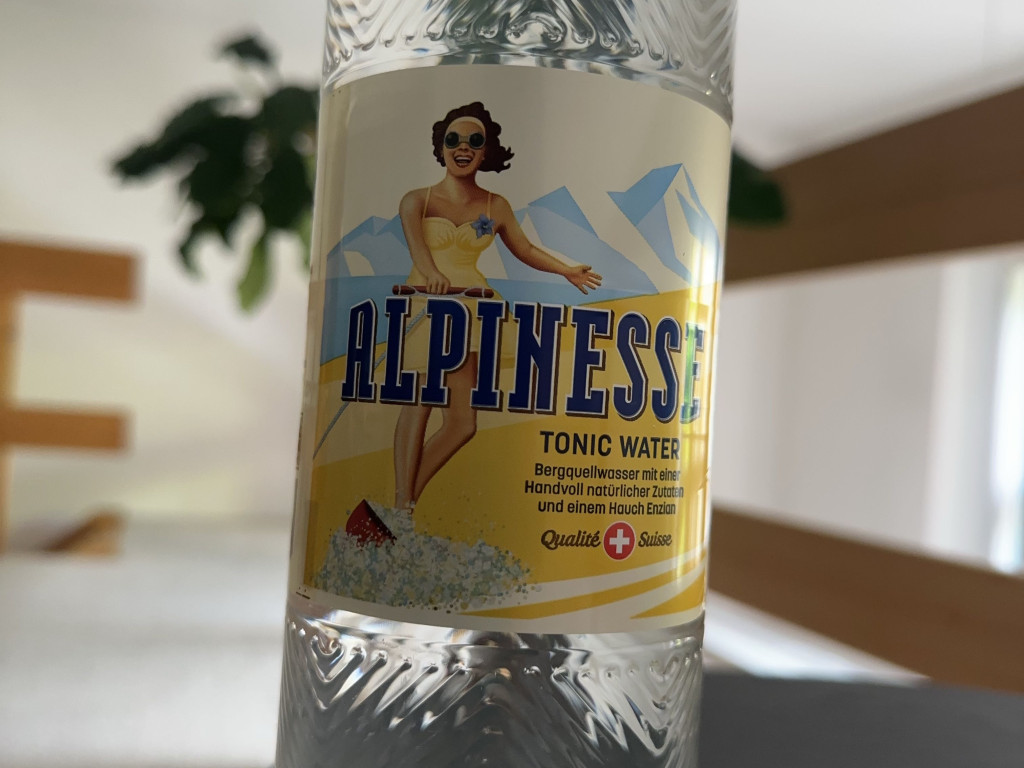 ALPINESSE
TONIC WATER
Bergquellwasser mit einer
Handvoll natürlicher Zutaten
und einem Hauch Enzian
Qualité Suisse